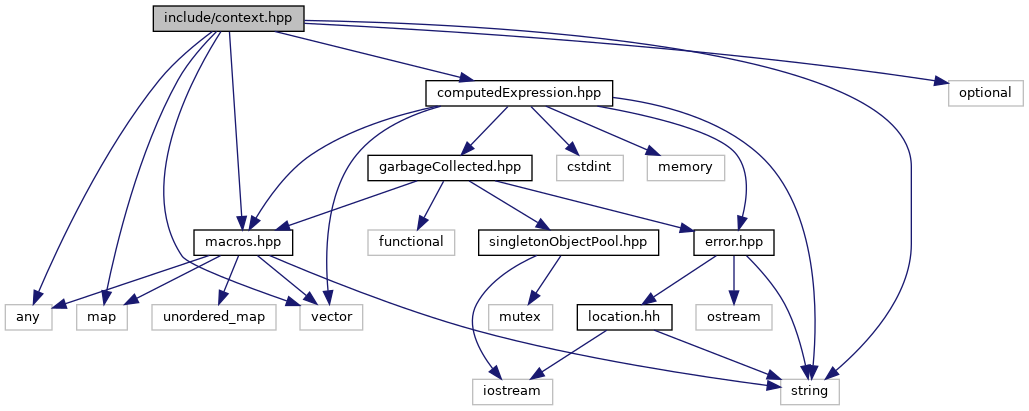 include/context.hpp
computedExpression.hpp
optional
garbageCollected.hpp
cstdint
memory
macros.hpp
functional
singletonObjectPool.hpp
error.hpp
any
map
unordered_map
vector
mutex
location.hh
ostream
iostream
string